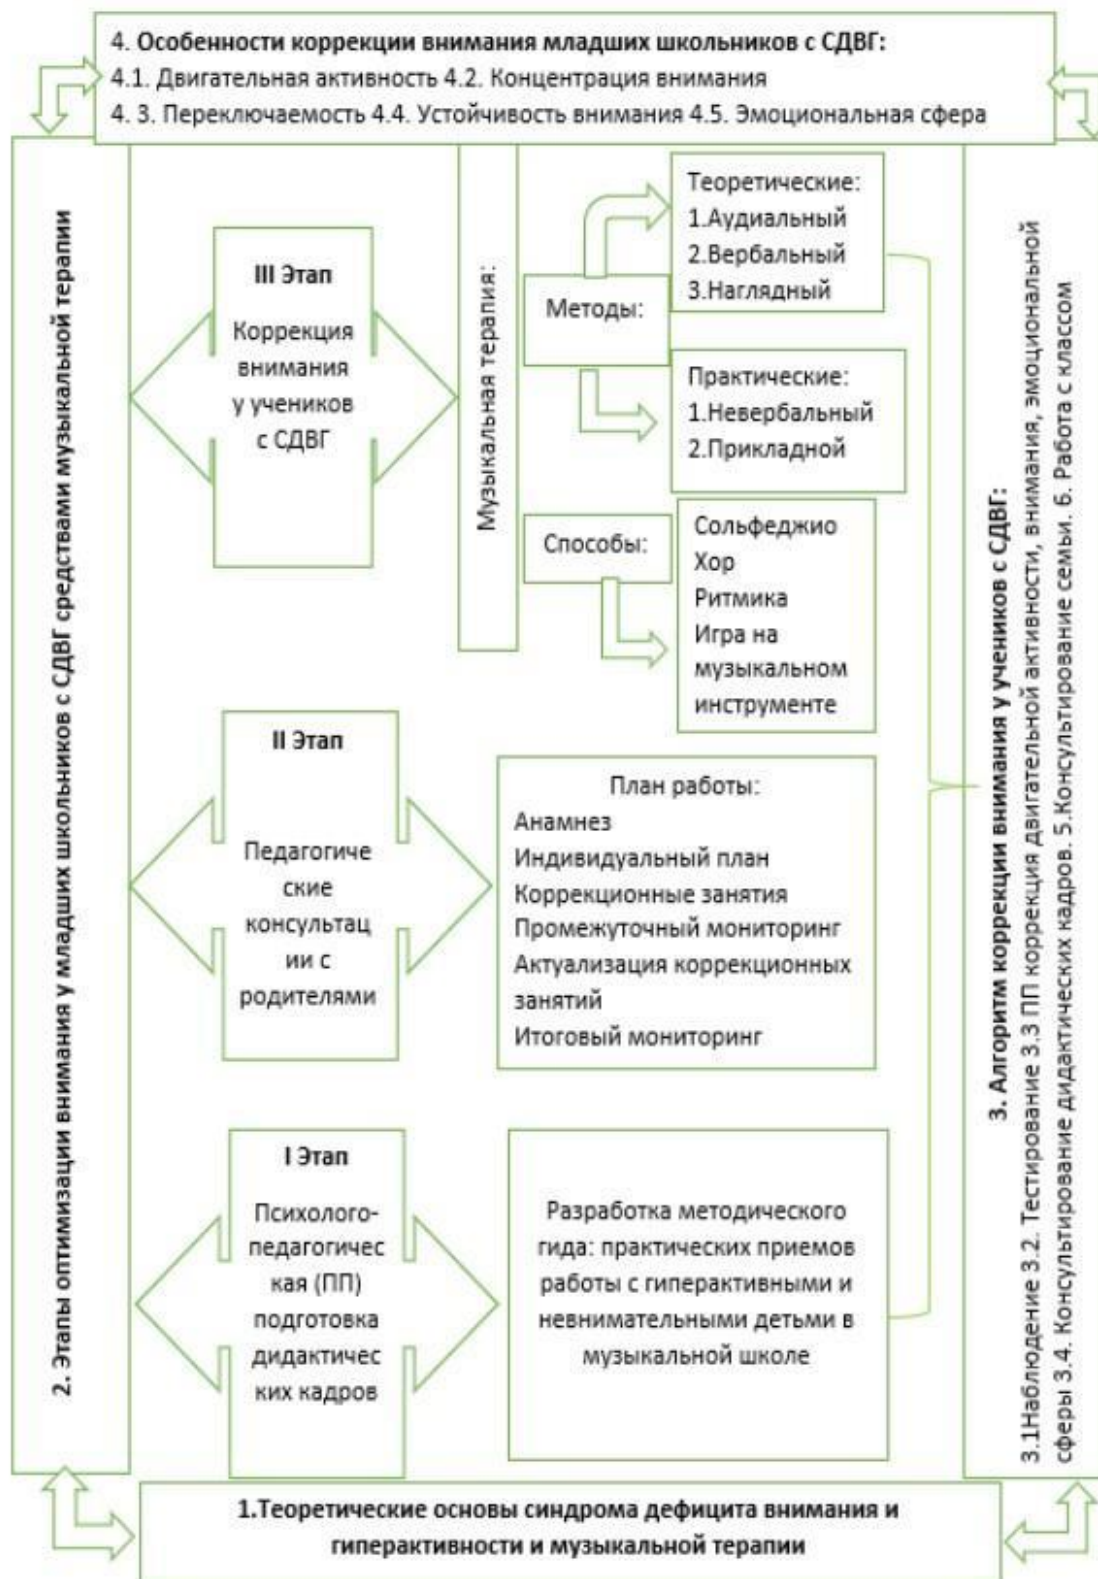 4. Особенности коррекции внимания младших школьников с СДВГ:
4.1. Двигательная активность 4.2. Концентрация внимания
4. 3. Переключаемость 4.4. Устойчивость внимания 4.5. Эмоциональная сфера
2. Этапы оптимизации внимания у младших школьников с СДВГ средствами музыкальной терапии
III Этап
Коррекция
внимания
у учеников
с СДВГ
Музыкальная терапия:
Методы:
Теоретические:
1.Аудиальный
2.Вербальный
3.Наглядный
Практические:
1.Невербальный
2.Прикладной
Способы:
Сольфеджио
Хор
Ритмика
Игра на
музыкальном
инструменте
II Этап
Педагогиче
ские
консультац
ии с
родителями
План работы:
Анамнез
Индивидуальный план
Коррекционные занятия
Промежуточный мониторинг
Актуализация коррекционных
занятий
Итоговый мониторинг
I Этап
Психолого-
педагогичес
кая (ПП)
подготовка
дидактичес
ких кадров
Разработка методического
гида: практических приемов
работы с гиперактивными и
невнимательными детьми в
музыкальной школе
3. Алгоритм коррекции внимания у учеников с СДВГ:
3.1Наблюдение 3.2. Тестирование 3.3 ПП коррекция двигательной активности, внимания, эмоциональной
сферы 3.4. Консультирование дидактических кадров. 5.Консультирование семьи. 6. Работа с классом
1.Теоретические основы синдрома дефицита внимания и
гиперактивности и музыкальной терапии